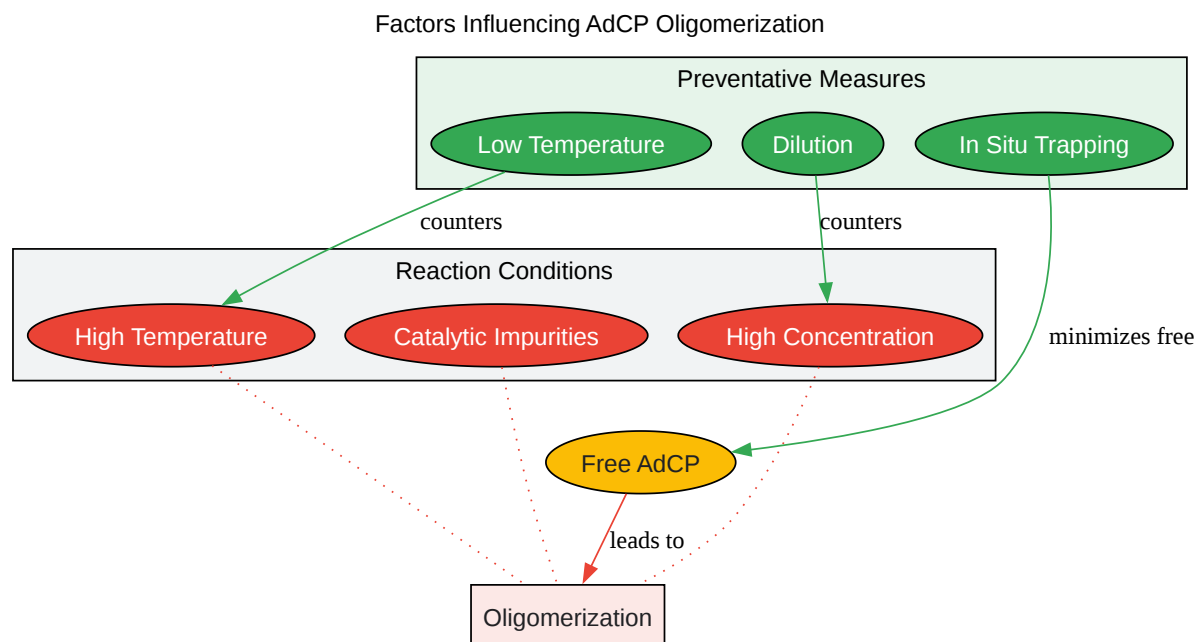 Factors Influencing AdCP Oligomerization
Preventative Measures
Low Temperature
Dilution
In Situ Trapping
counters
counters
Reaction Conditions
High Temperature
Catalytic Impurities
High Concentration
minimizes free
Free AdCP
leads to
Oligomerization